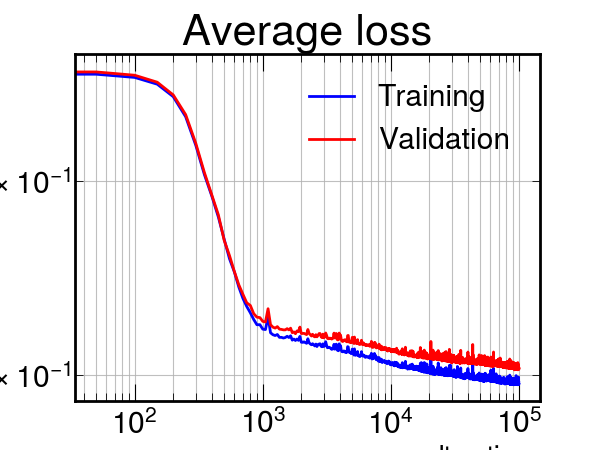 Average loss
Training
Validation
× 10⁻¹
× 10⁻¹
10² 10³ 10⁴ 10⁵